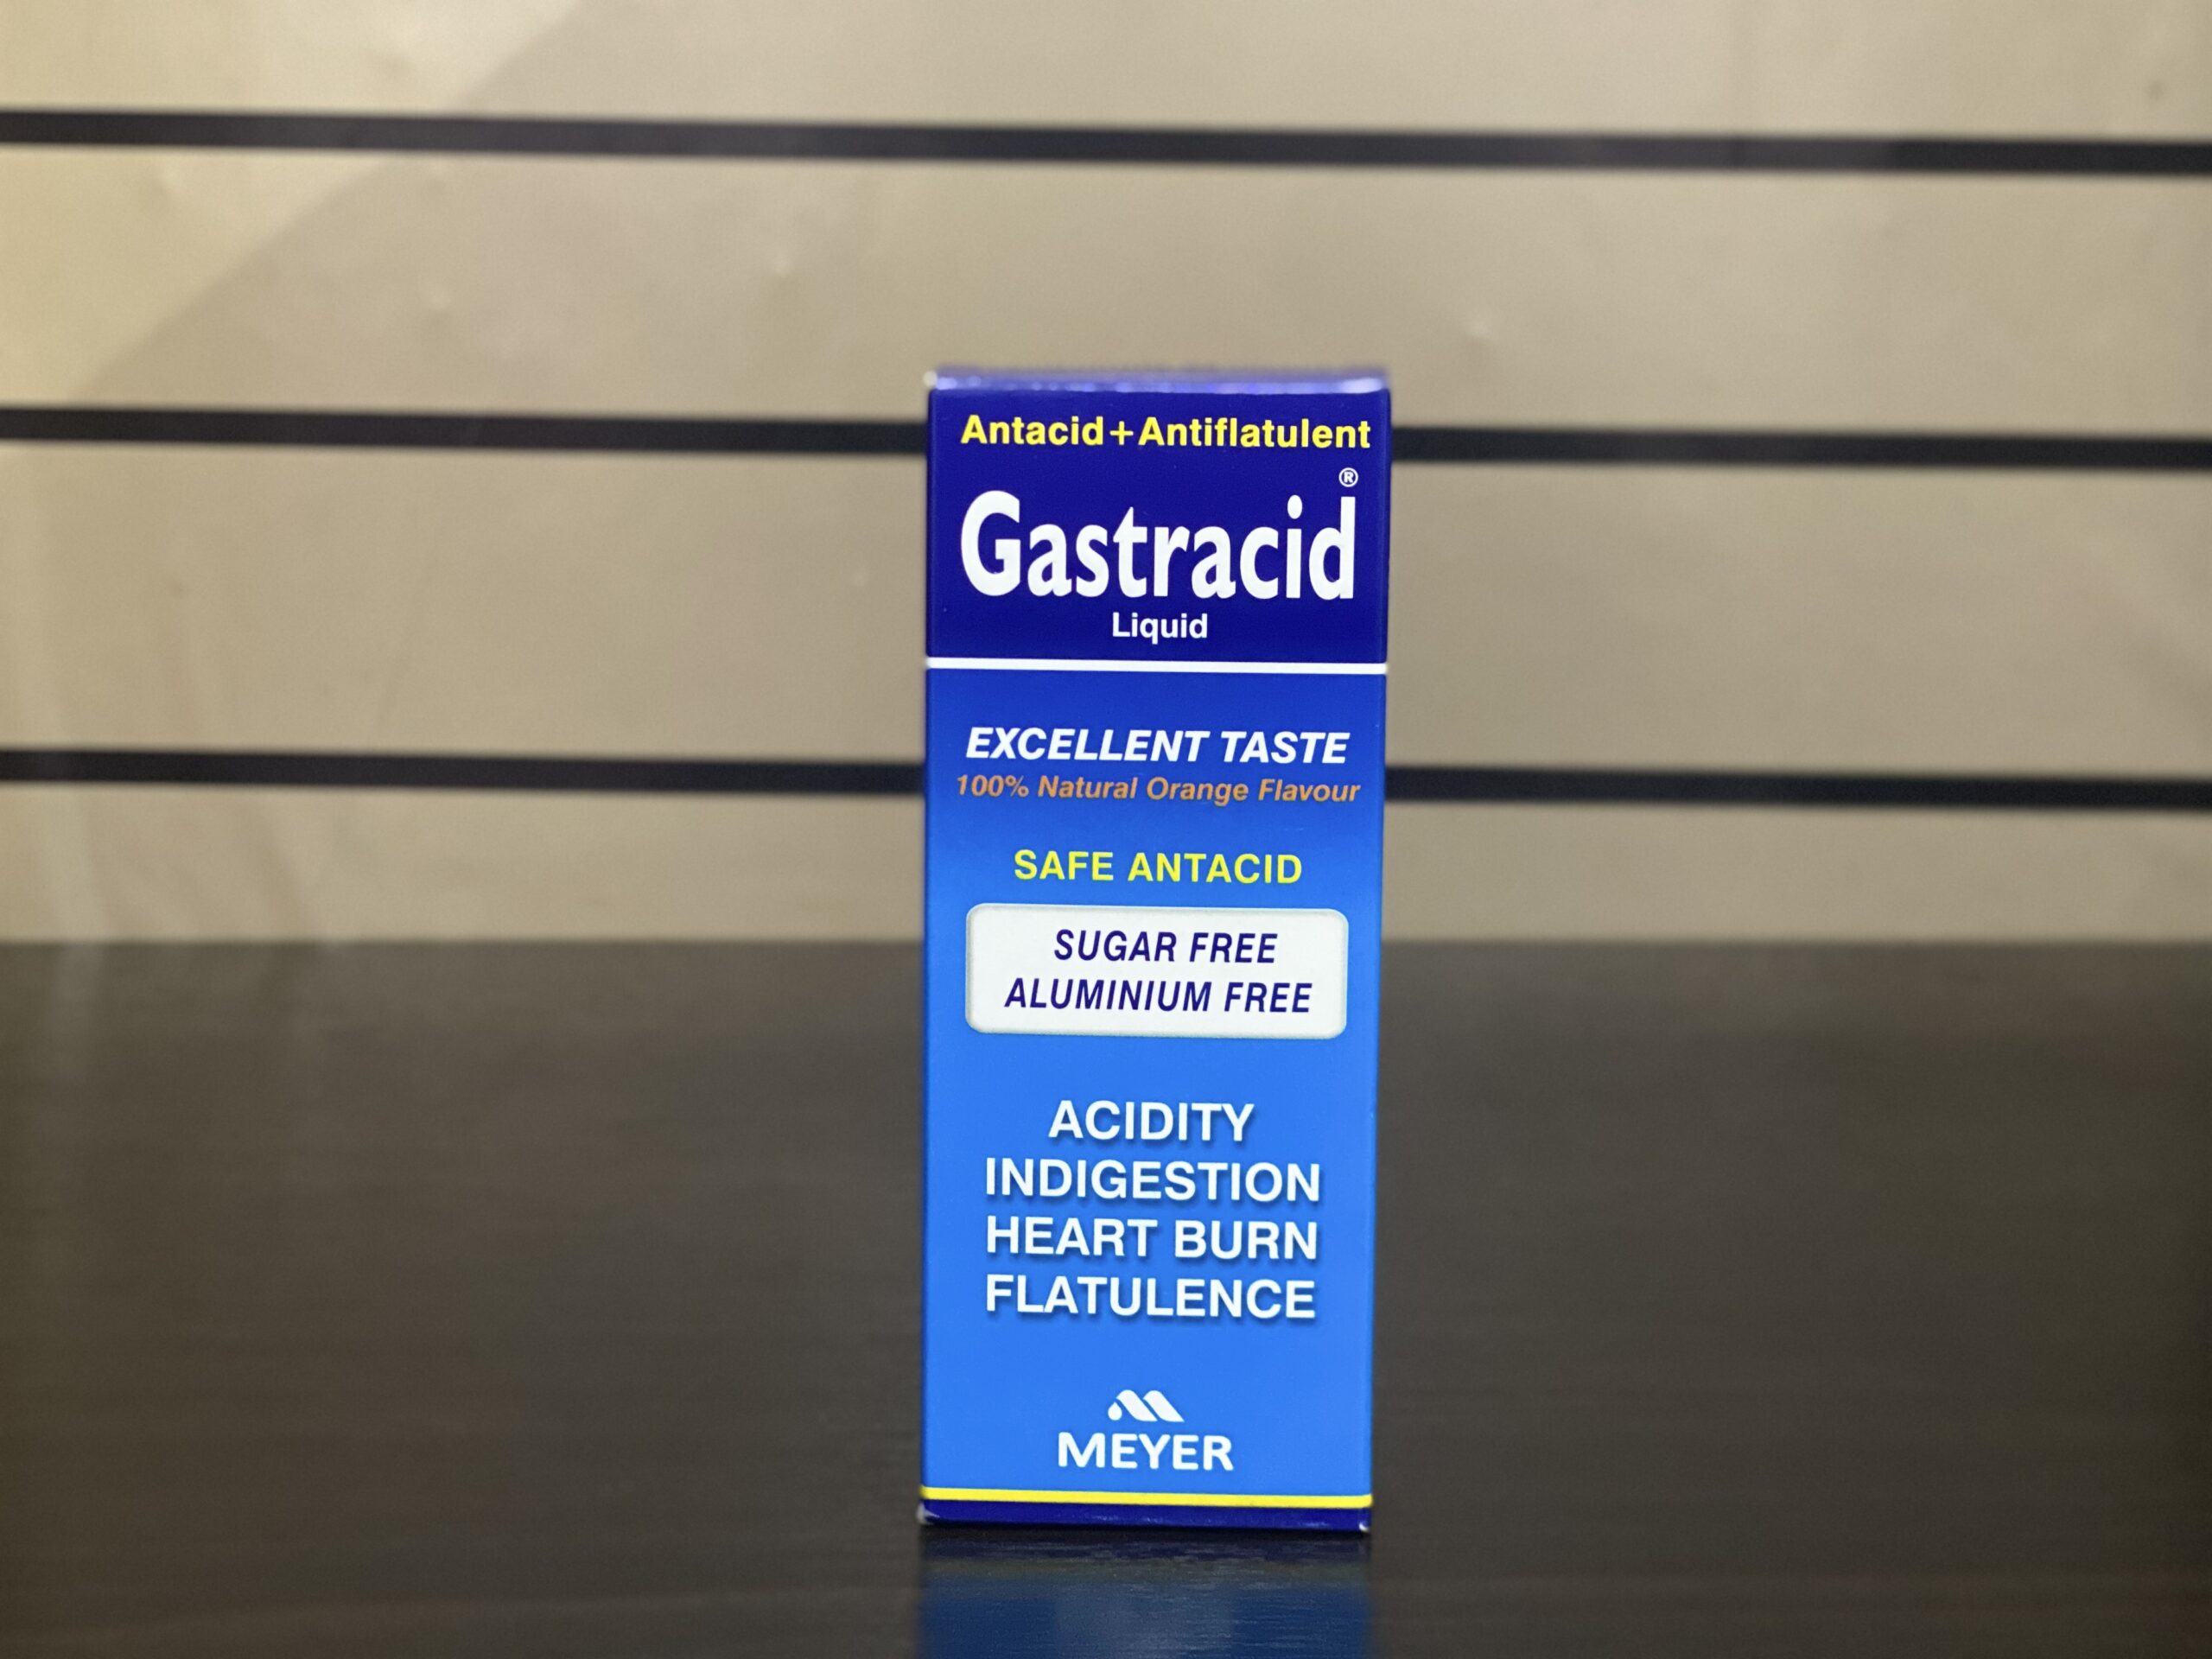 Antacid+Antiflatulent
Gastracid®
Liquid
EXCELLENT TASTE
100% Natural Orange Flavour
SAFE ANTACID
SUGAR FREE
ALUMINIUM FREE
ACIDITY
INDIGESTION
HEART BURN
FLATULENCE
MEYER